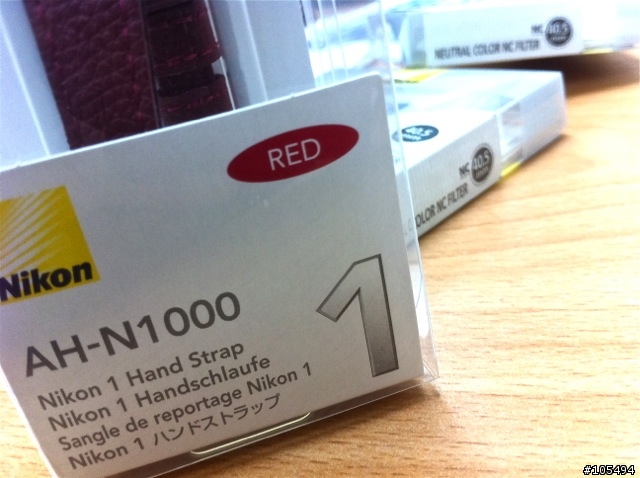 RED
Nikon
1
AH-N1000
Nikon 1 Hand Strap
Nikon 1 Handschlaufe
Sangle de reportage Nikon 1
Nikon 1 ハンドストラップ
NC 40.5
NEUTRAL COLOR NC FILTER
40.5
NC 40.5
COLOR NC FILTER
#105494